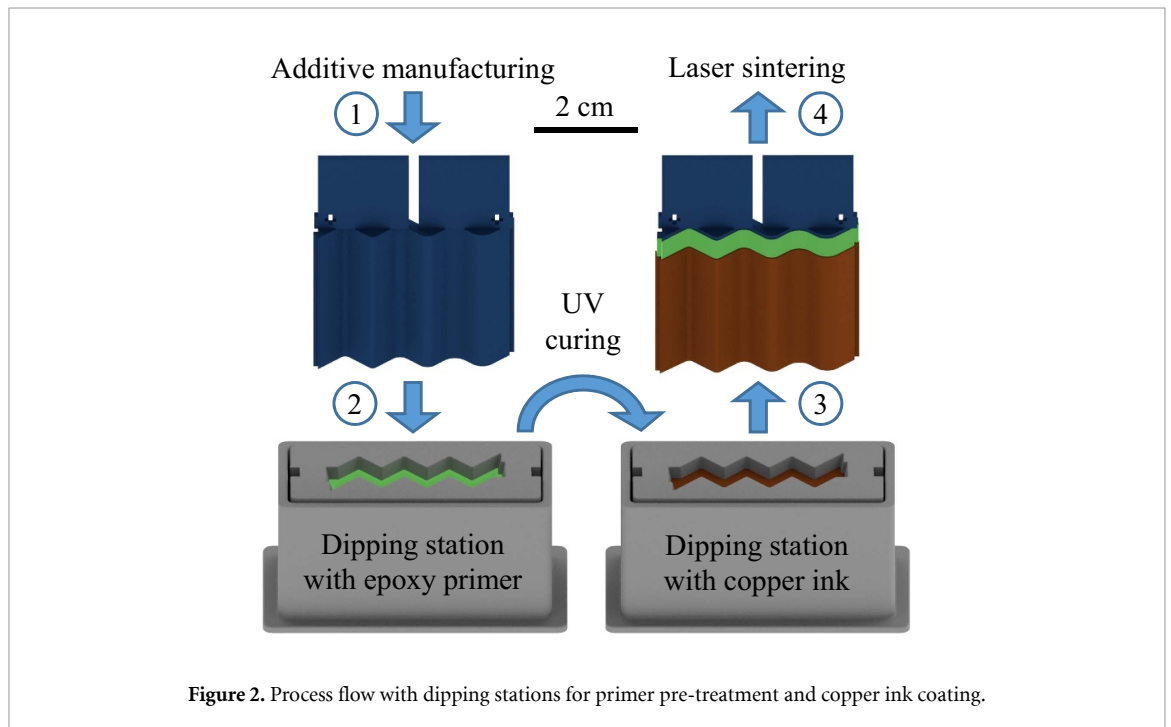 Additive manufacturing
Laser sintering
1
2 cm
4
UV
curing
2
3
Dipping station
with epoxy primer
Dipping station
with copper ink
Figure 2. Process flow with dipping stations for primer pre-treatment and copper ink coating.